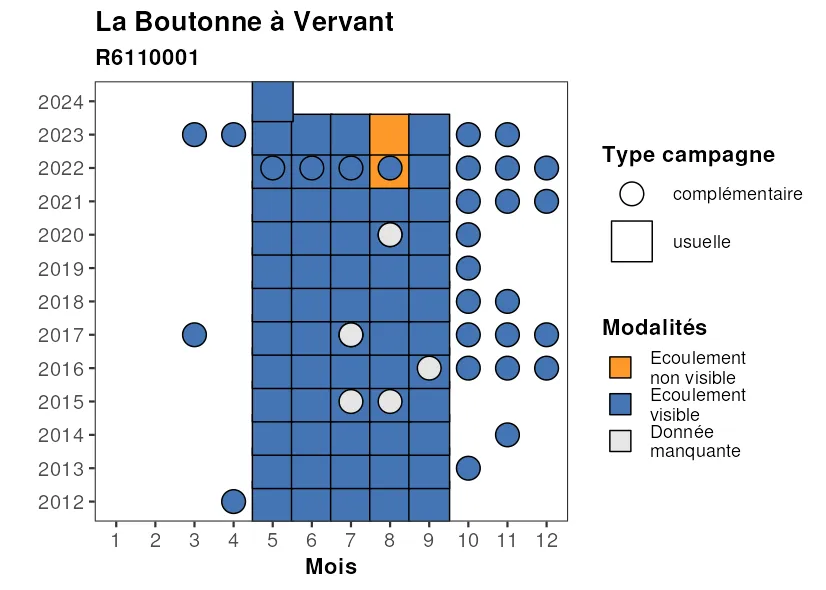 La Boutonne à Vervant
R6110001
2024
2023
2022
2021
2020
2019
2018
2017
2016
2015
2014
2013
2012
1 2 3 4 5 6 7 8 9 10 11 12
Mois
Type campagne
complémentaire
usuelle
Modalités
Ecoulement
non visible
Ecoulement
visible
Donnée
manquante